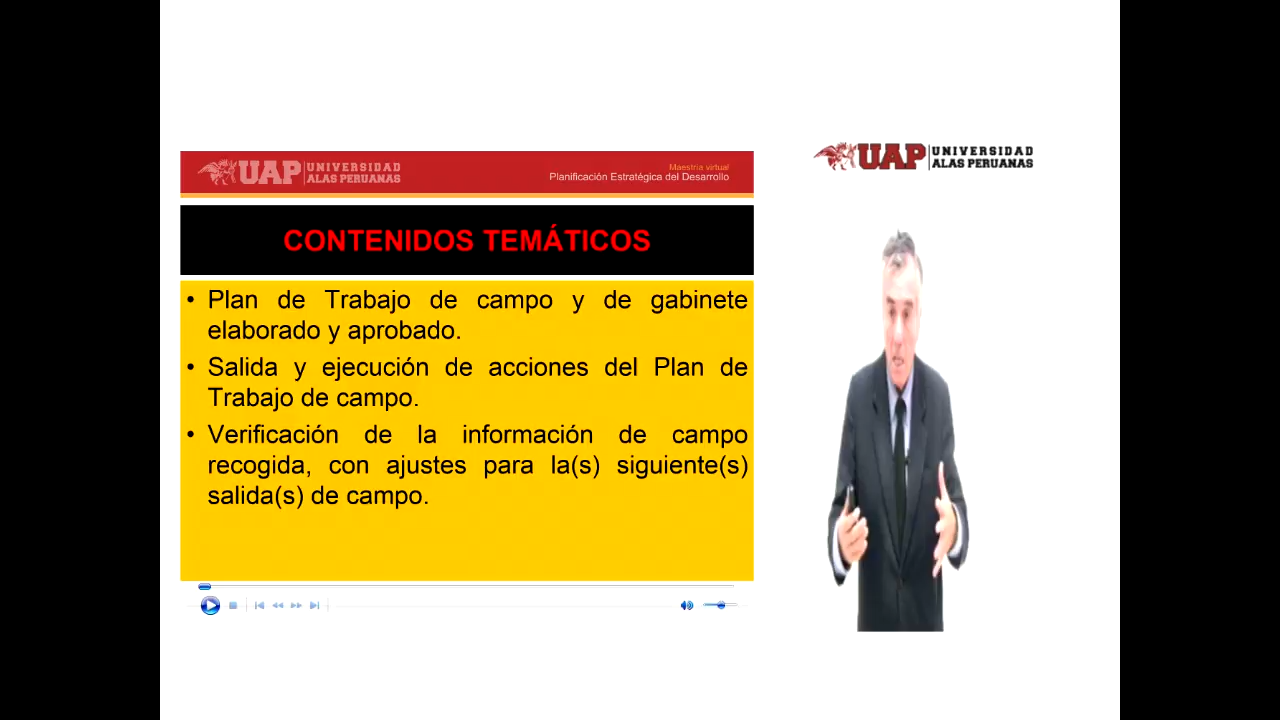 UAP UNIVERSIDAD
ALAS PERUANAS
Maestría virtual
Planificación Estratégica del Desarrollo
CONTENIDOS TEMÁTICOS
• Plan de Trabajo de campo y de gabinete
elaborado y aprobado.
• Salida y ejecución de acciones del Plan de
Trabajo de campo.
• Verificación de la información de campo
recogida, con ajustes para la(s) siguiente(s)
salida(s) de campo.
UAP UNIVERSIDAD
ALAS PERUANAS